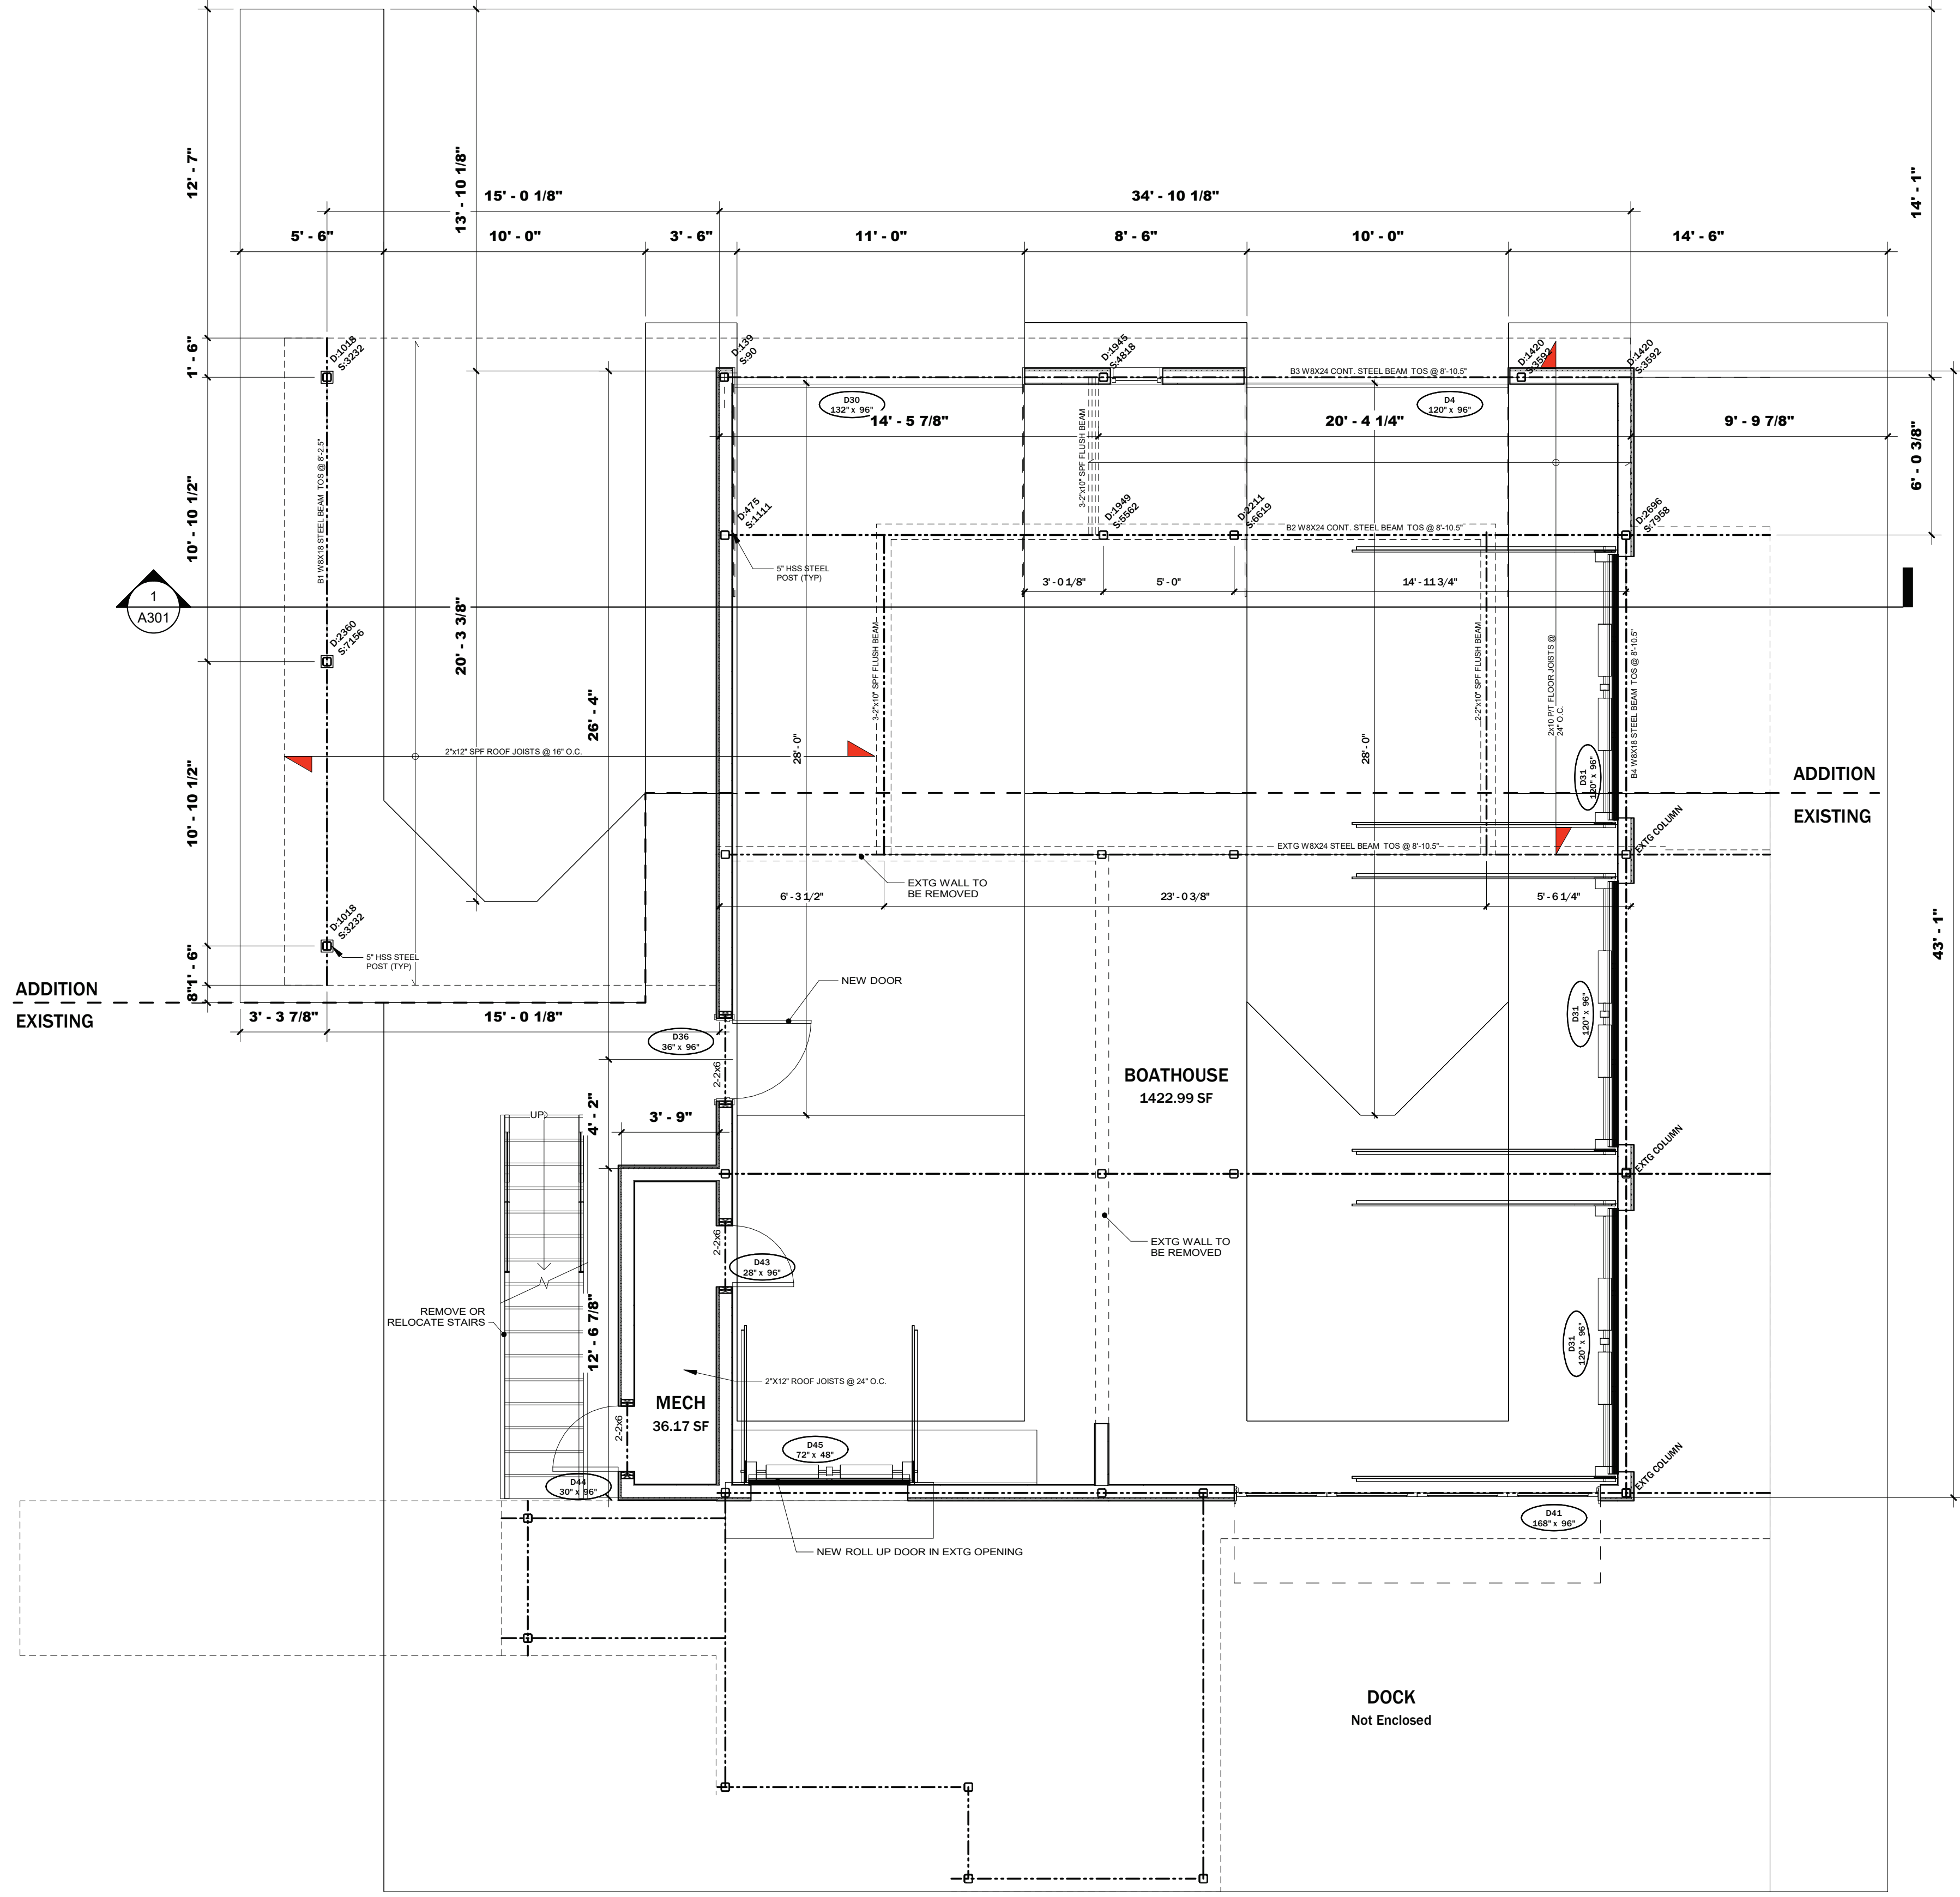 12' - 7"
13' - 10 1/8"
14' - 1"
15' - 0 1/8"
34' - 10 1/8"
5' - 6"
10' - 0"
3' - 6"
11' - 0"
8' - 6"
10' - 0"
14' - 6"
1' - 6"
D:1018
S:3232
D:139
S:90
D:1945
S:4818
D:1420
S:3592
D:1420
S:3592
B3 W8X24 CONT. STEEL BEAM TOS @ 8'-10.5"
D30
132" x 96"
D4
120" x 96"
14' - 5 7/8"
20' - 4 1/4"
9' - 9 7/8"
6' - 0 3/8"
B1 W8X18 STEEL BEAM TOS @ 8'-2.5"
3-2"x10" SPF FLUSH BEAM
10' - 10 1/2"
D:475
S:1111
D:1949
S:5562
D:2211
S:6619
B2 W8X24 CONT. STEEL BEAM TOS @ 8'-10.5"
D:2696
S:7958
5" HSS STEEL
POST (TYP)
3' - 0 1/8"
5' - 0"
14' - 11 3/4"
1
A301
D:2360
S:7156
20' - 3 3/8"
26' - 4"
3-2"x10" SPF FLUSH BEAM
2-2"x10" SPF FLUSH BEAM
2x10 P/T FLOOR JOISTS @
24" O.C.
B4 W8X18 STEEL BEAM TOS @ 8'-10.5"
28' - 0"
28' - 0"
2"x12" SPF ROOF JOISTS @ 16" O.C.
D31
120" x 96"
ADDITION
EXISTING
10' - 10 1/2"
EXTG COLUMN
EXTG W8X24 STEEL BEAM TOS @ 8'-10.5"
EXTG WALL TO
BE REMOVED
6' - 3 1/2"
23' - 0 3/8"
5' - 6 1/4"
43' - 1"
D:1018
S:3232
5" HSS STEEL
POST (TYP)
1' - 6"
8"
ADDITION
EXISTING
NEW DOOR
3' - 3 7/8"
15' - 0 1/8"
D36
36" x 96"
D31
120" x 96"
2-2x6
BOATHOUSE
1422.99 SF
UP
4' - 2"
3' - 9"
EXTG COLUMN
2-2x6
D43
28" x 96"
EXTG WALL TO
BE REMOVED
REMOVE OR
RELOCATE STAIRS
12' - 6 7/8"
D31
120" x 96"
2"X12" ROOF JOISTS @ 24" O.C.
MECH
36.17 SF
2-2x6
D45
72" x 48"
D44
30" x 96"
EXTG COLUMN
D41
168" x 96"
NEW ROLL UP DOOR IN EXTG OPENING
DOCK
Not Enclosed